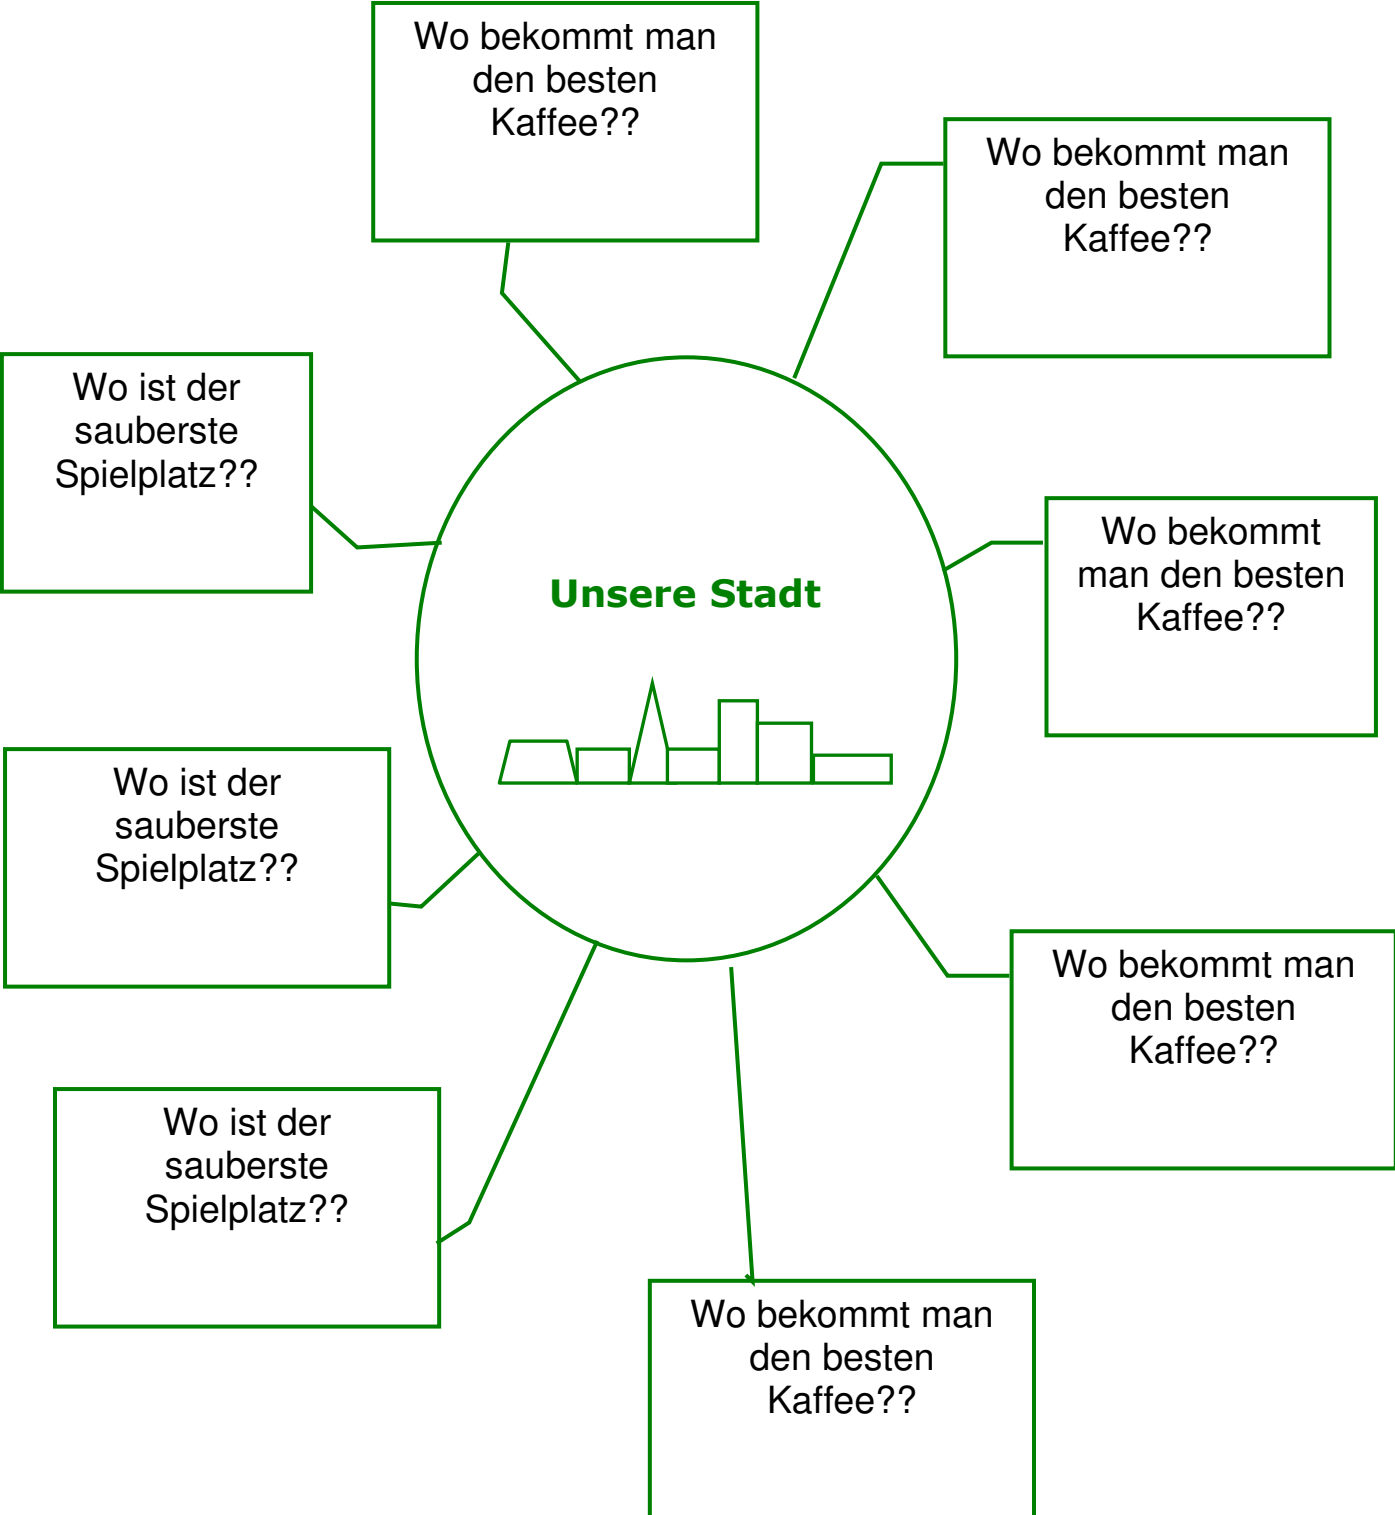 Wo bekommt man
den besten
Kaffee??
Wo bekommt man
den besten
Kaffee??
Wo ist der
sauberste
Spielplatz??
Wo bekommt
man den besten
Kaffee??
Unsere Stadt
Wo ist der
sauberste
Spielplatz??
Wo bekommt man
den besten
Kaffee??
Wo ist der
sauberste
Spielplatz??
Wo bekommt man
den besten
Kaffee??